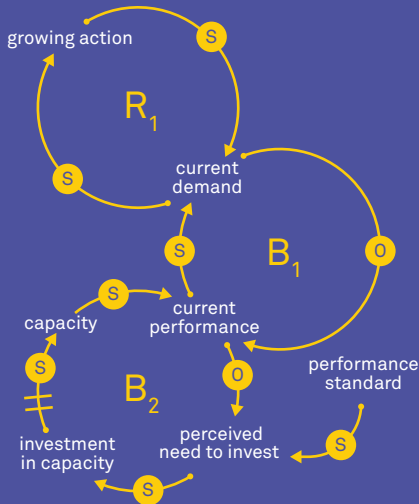 growing action
S
R1
S
current
demand
B1
S
O
S
current
performance
capacity
S
O
performance
standard
B2
investment
in capacity
perceived
need to invest
S
S